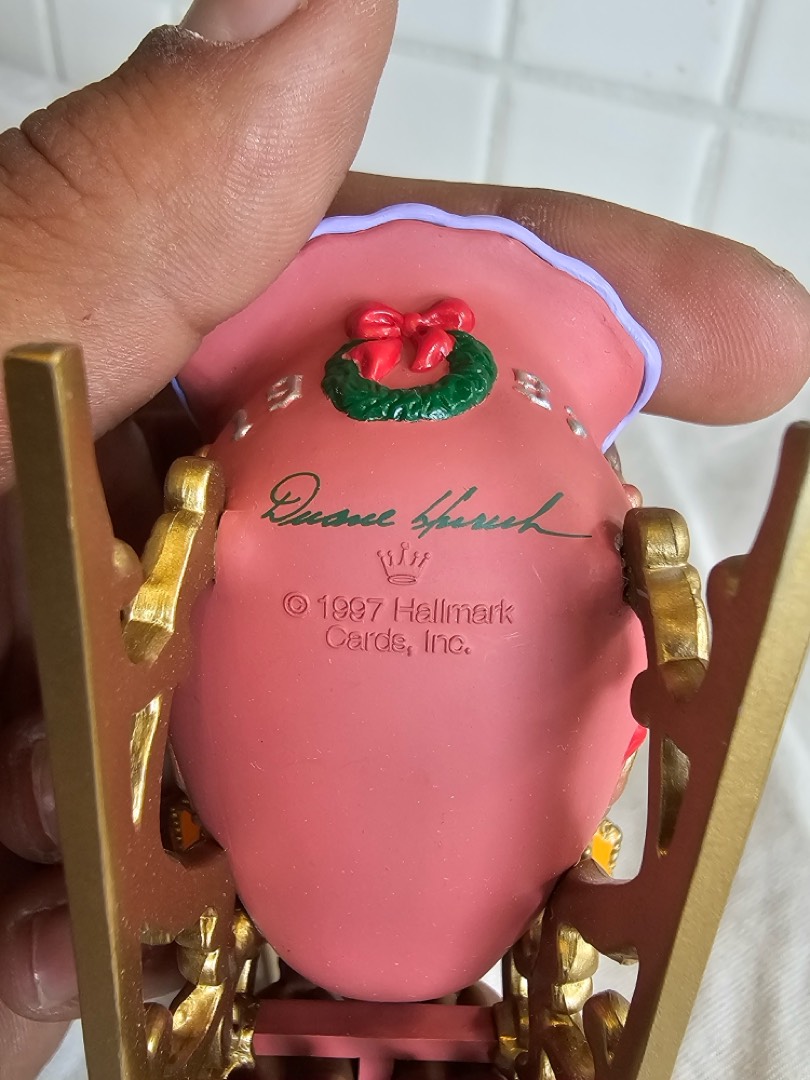 Duane Unruh
© 1997 Hallmark
Cards, Inc.